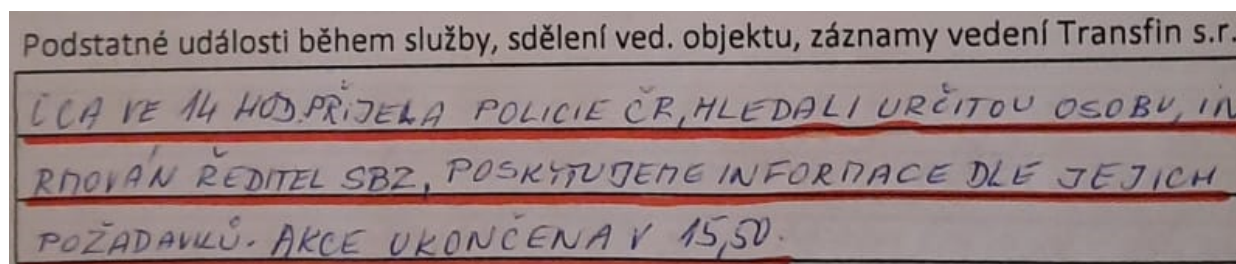 Podstatné události během služby, sdělení ved. objektu, záznamy vedení Transfin s.r.
CCA VE 14 HOD. PŘIJELA POLICIE ČR, HLEDALI URČITOU OSOBU, IN
RMOVÁN ŘEDITEL SBZ, POSKYTUJEME INFORMACE DLE JEJICH
POŽADAVKŮ. AKCE UKONČENA V 15,50.